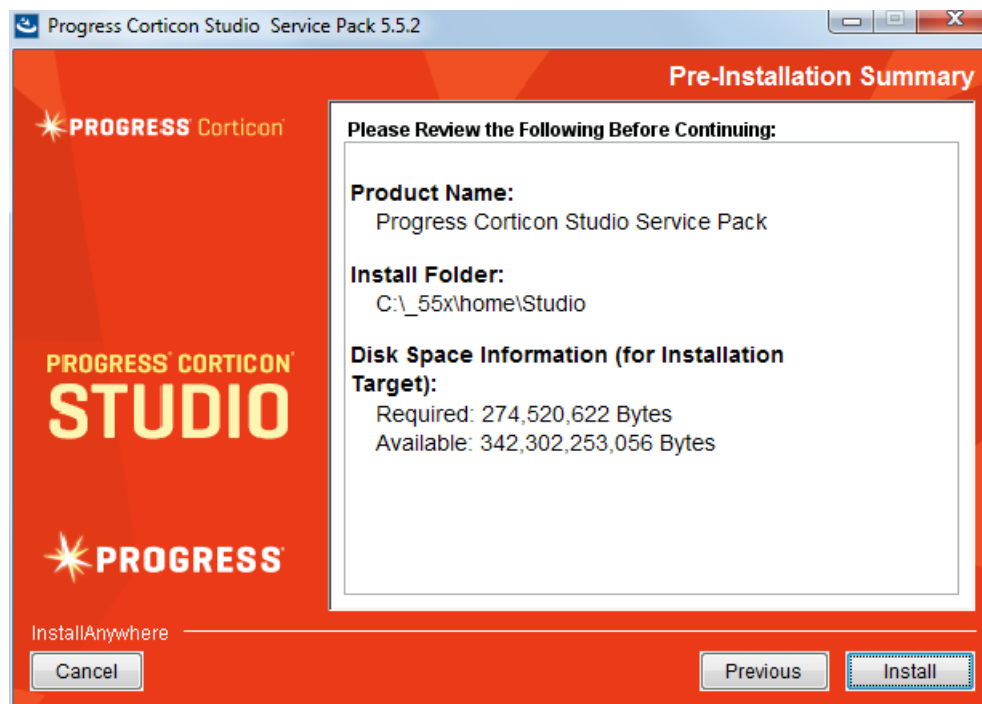 Progress Corticon Studio Service Pack 5.5.2
Pre-Installation Summary
PROGRESS Corticon
Please Review the Following Before Continuing:
Product Name:
Progress Corticon Studio Service Pack
Install Folder:
C:\_55x\home\Studio
Disk Space Information (for Installation
Target):
Required: 274,520,622 Bytes
Available: 342,302,253,056 Bytes
PROGRESS CORTICON
STUDIO
PROGRESS
InstallAnywhere
Cancel
Previous
Install